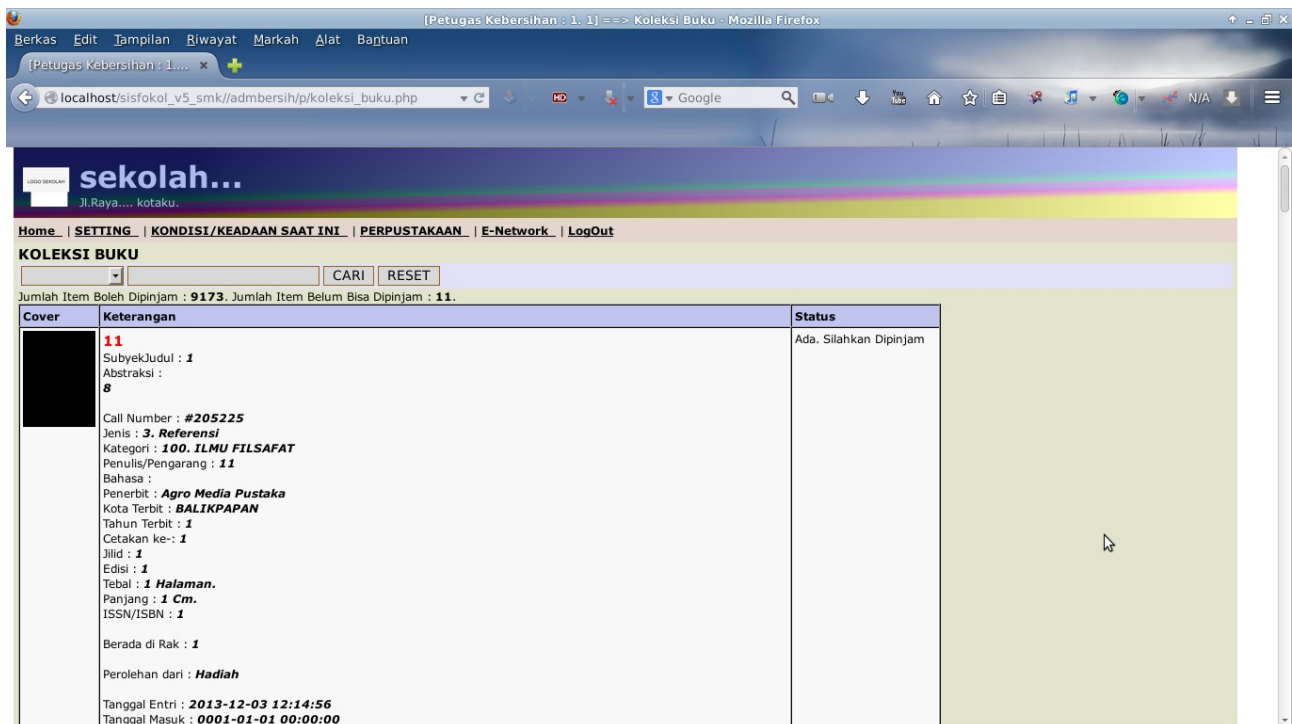 [Petugas Kebersihan : 1. 1] ==> Koleksi Buku - Mozilla Firefox
Berkas Edit Tampilan Riwayat Markah Alat Bantuan
[Petugas Kebersihan : 1....
localhost/sisfokol_v5_smk//admbersih/p/koleksi_buku.php HD 8 Google You Tube N/A
LOGO SEKOLAH
sekolah...
Jl.Raya.... kotaku.
Home | SETTING | KONDISI/KEADAAN SAAT INI | PERPUSTAKAAN | E-Network | LogOut
KOLEKSI BUKU
CARI RESET
Jumlah Item Boleh Dipinjam : 9173. Jumlah Item Belum Bisa Dipinjam : 11.
Cover Keterangan Status
11 Ada. Silahkan Dipinjam
SubyekJudul : 1
Abstraksi :
8
Call Number : #205225
Jenis : 3. Referensi
Kategori : 100. ILMU FILSAFAT
Penulis/Pengarang : 11
Bahasa :
Penerbit : Agro Media Pustaka
Kota Terbit : BALIKPAPAN
Tahun Terbit : 1
Cetakan ke-: 1
Jilid : 1
Edisi : 1
Tebal : 1 Halaman.
Panjang : 1 Cm.
ISSN/ISBN : 1
Berada di Rak : 1
Perolehan dari : Hadiah
Tanggal Entri : 2013-12-03 12:14:56
Tanggal Masuk : 0001-01-01 00:00:00